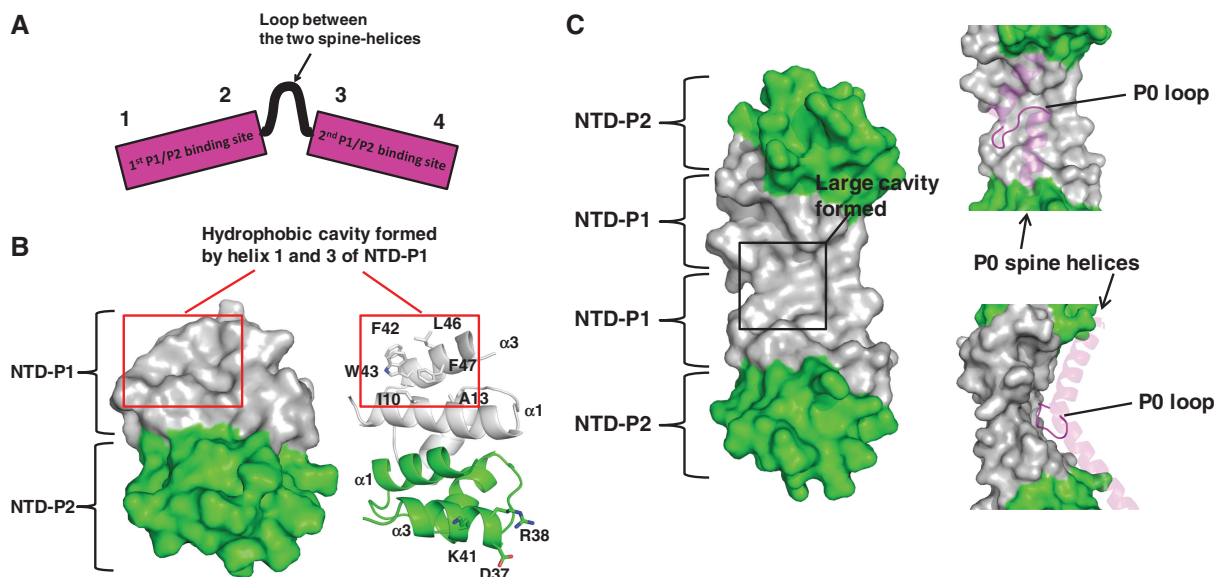 A
Loop between
the two spine-helices
1
2
3
4
1st P1/P2 binding site
2nd P1/P2 binding site
B
Hydrophobic cavity formed
by helix 1 and 3 of NTD-P1
NTD-P1
NTD-P2
F42
L46
α3
W43
F47
I10
A13
α1
α1
α3
R38
K41
D37
C
NTD-P2
Large cavity
formed
NTD-P1
NTD-P1
NTD-P2
P0 loop
P0 spine helices
P0 loop